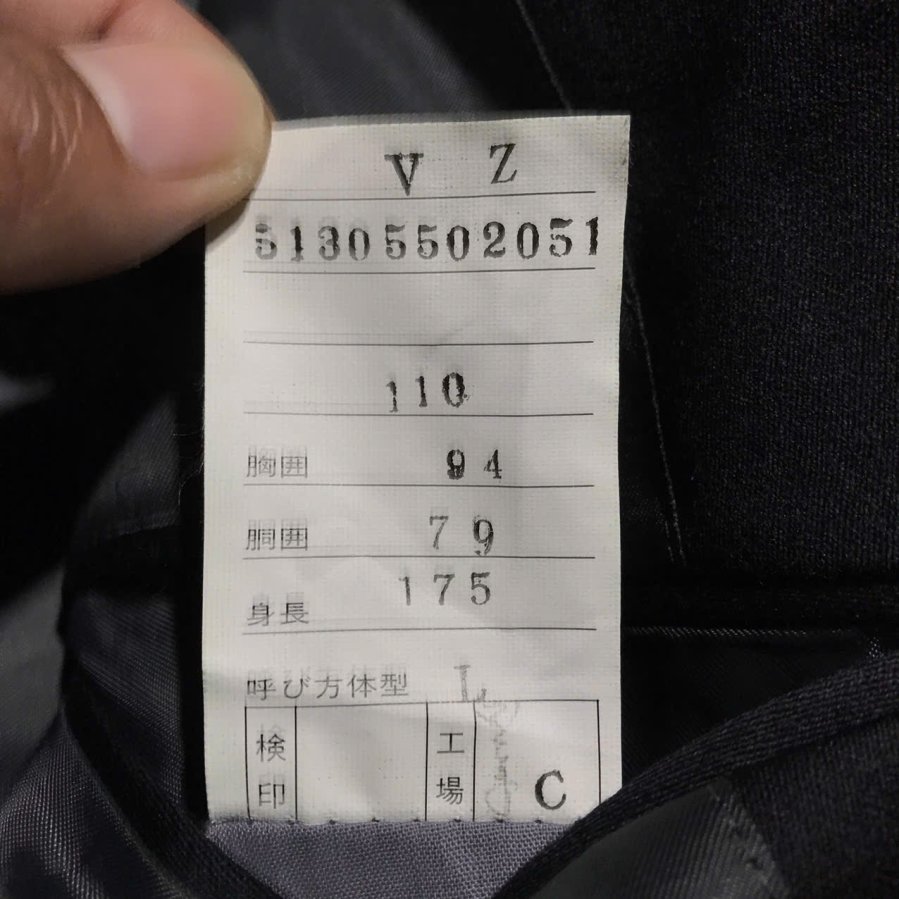 V Z
51305502051
110
胸囲 94
胴囲 79
身長 175
呼び方体型 L
検印 工場 C